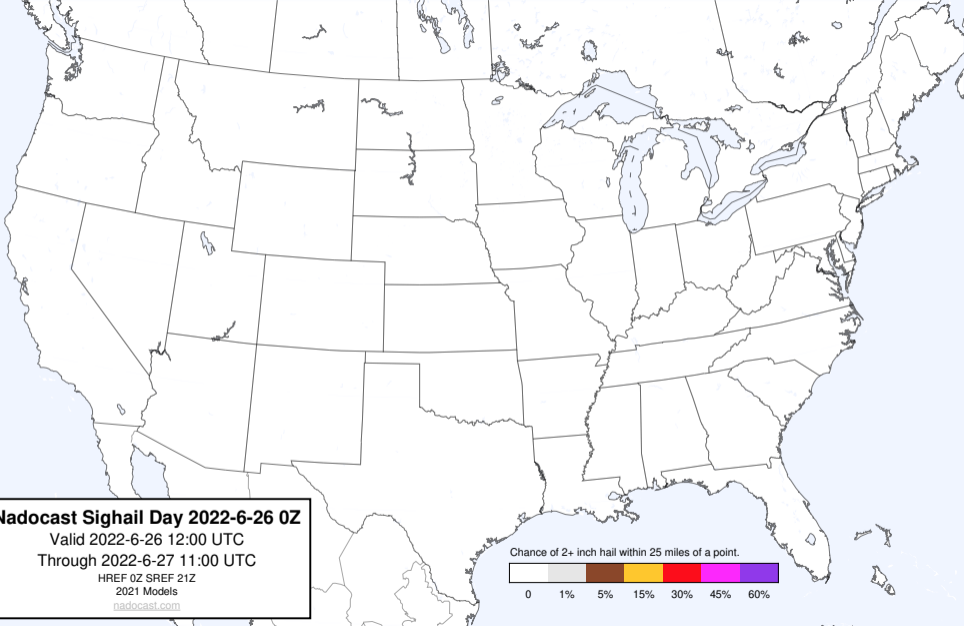 Nadocast Sighail Day 2022-6-26 0Z
Valid 2022-6-26 12:00 UTC
Through 2022-6-27 11:00 UTC
HREF 0Z SREF 21Z
2021 Models
nadocast.com
Chance of 2+ inch hail within 25 miles of a point.
0 1% 5% 15% 30% 45% 60%